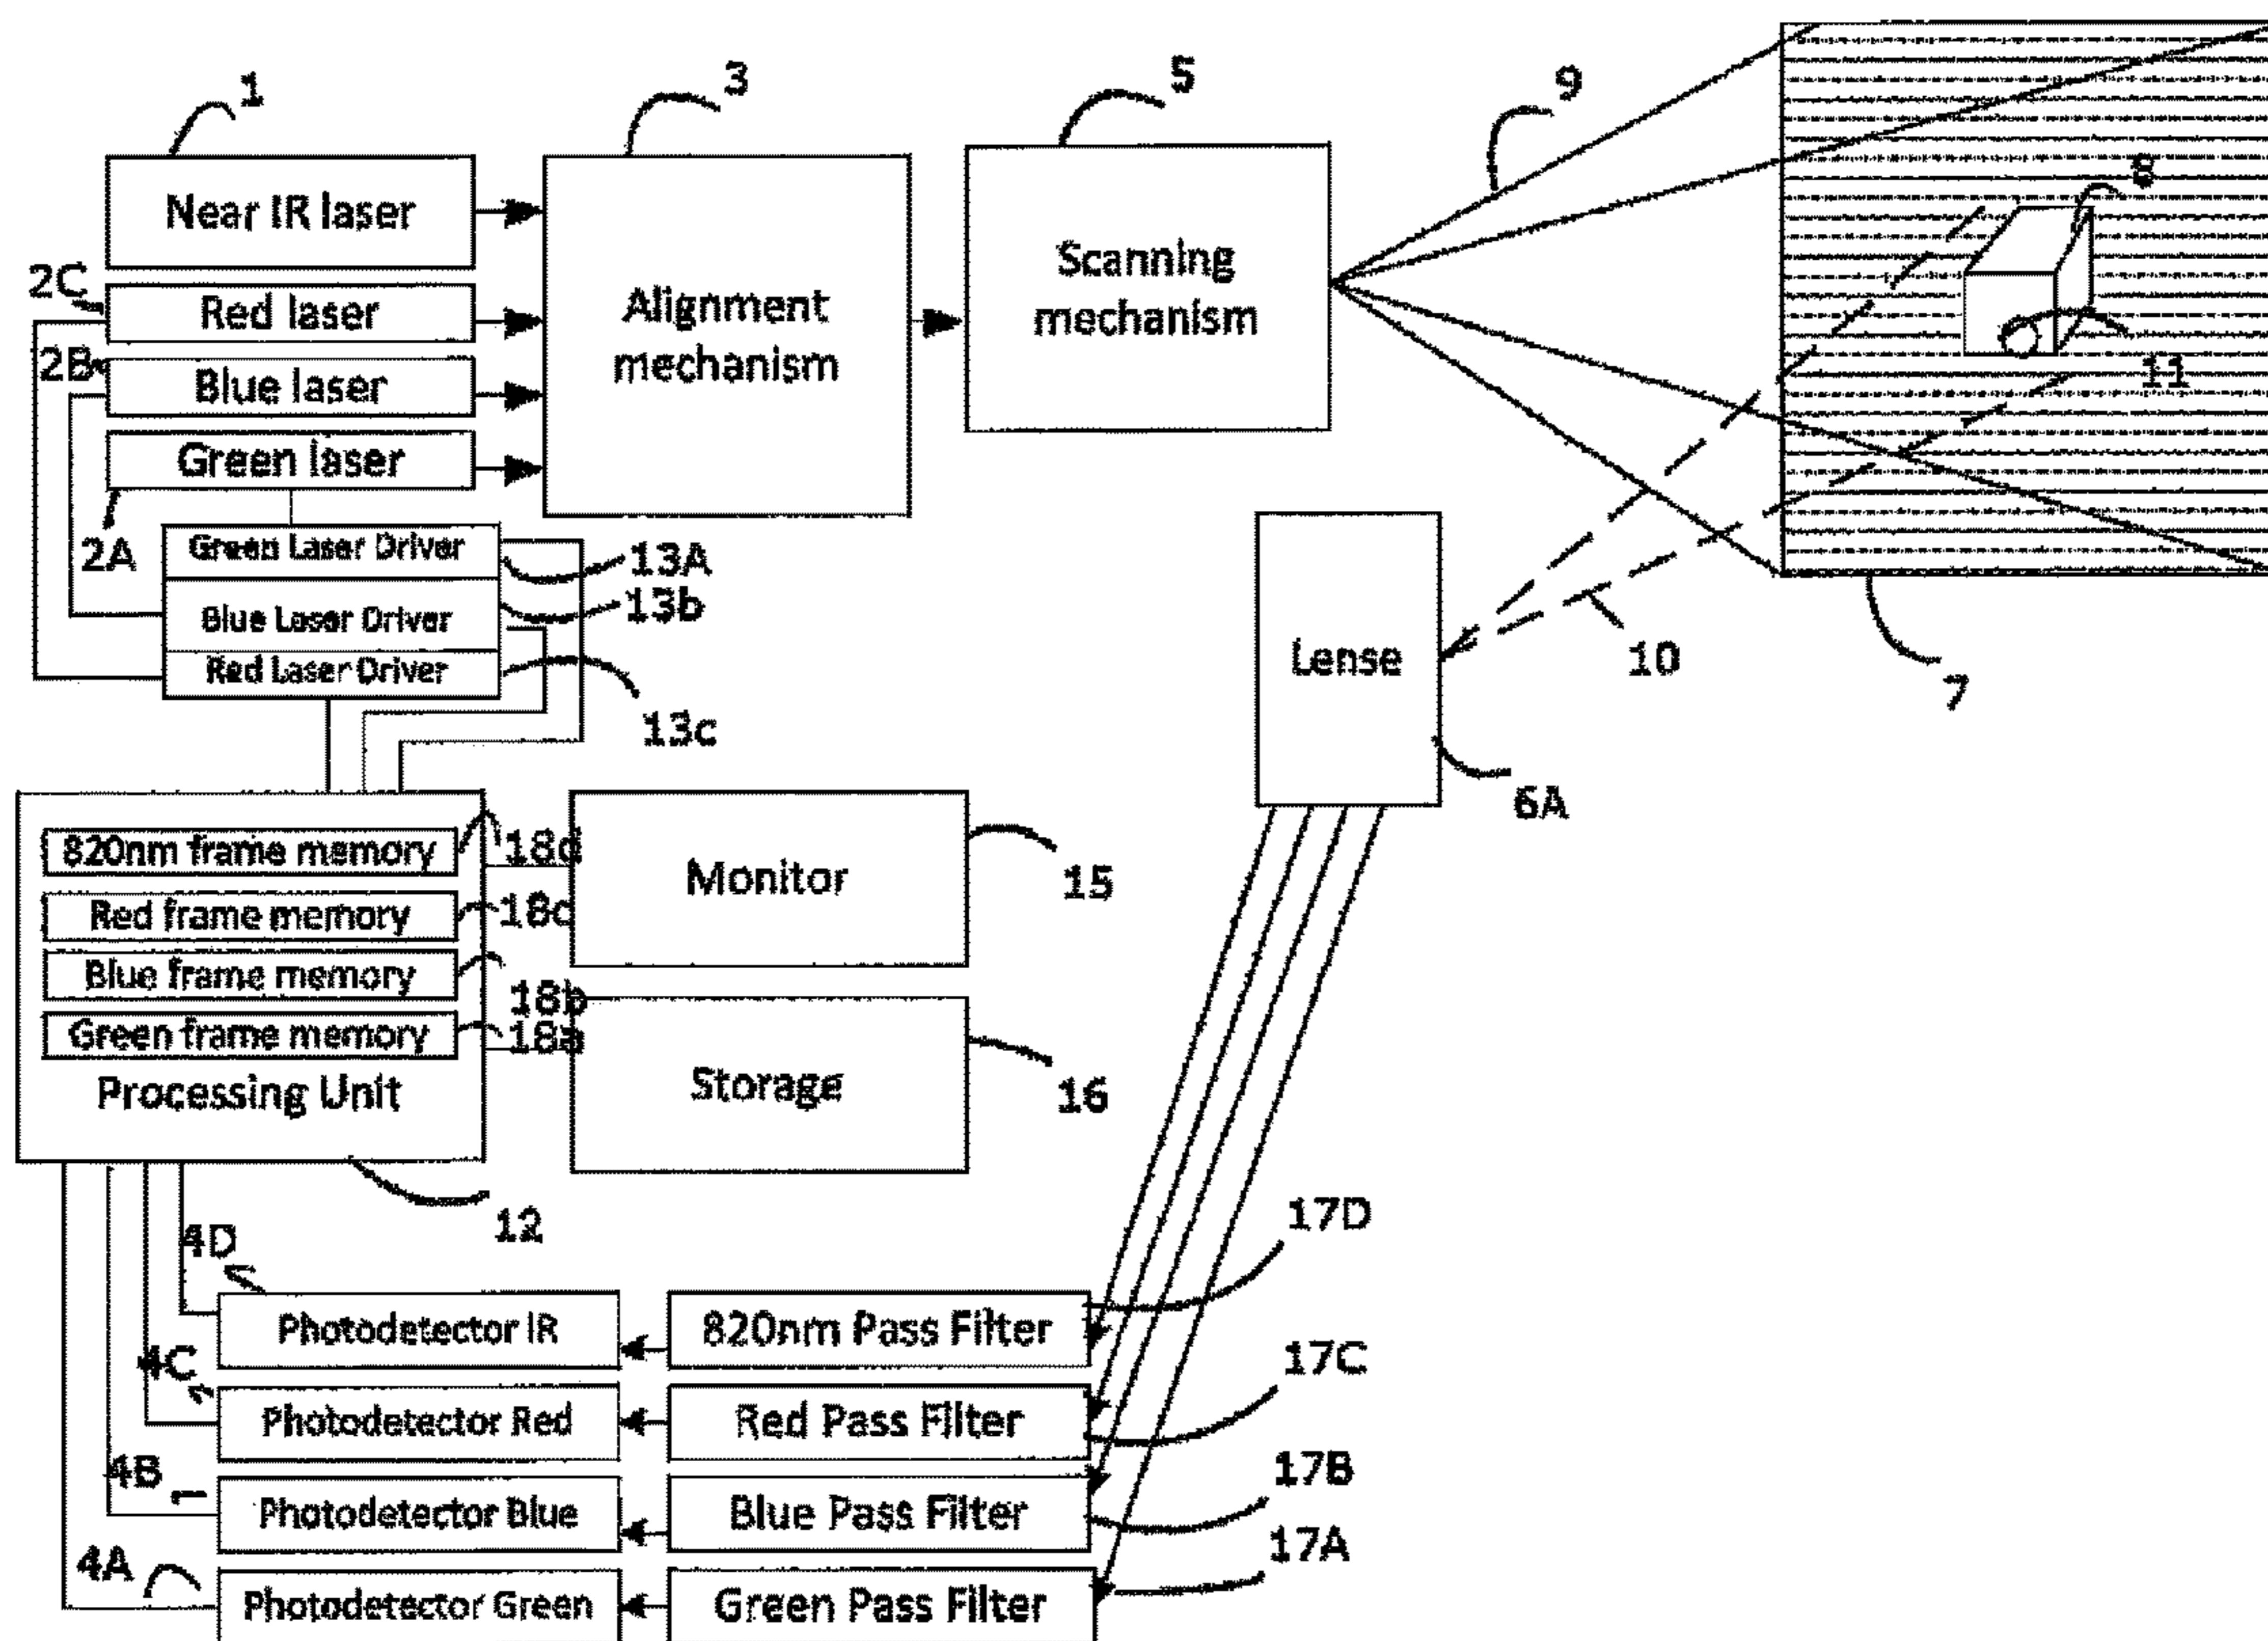 1
3
5
9
Near IR laser
2C
Red laser
2B
Blue laser
Green laser
2A
Alignment
mechanism
Scanning
mechanism
8
11
Green Laser Driver
13A
Blue Laser Driver
13b
Red Laser Driver
13c
Lense
10
7
6A
820nm frame memory
18d
Red frame memory
18c
Blue frame memory
18b
Green frame memory
18a
Processing Unit
12
Monitor
15
Storage
16
4D
Photodetector IR
820nm Pass Filter
17D
4C
Photodetector Red
Red Pass Filter
17C
4B
Photodetector Blue
Blue Pass Filter
17B
4A
Photodetector Green
Green Pass Filter
17A